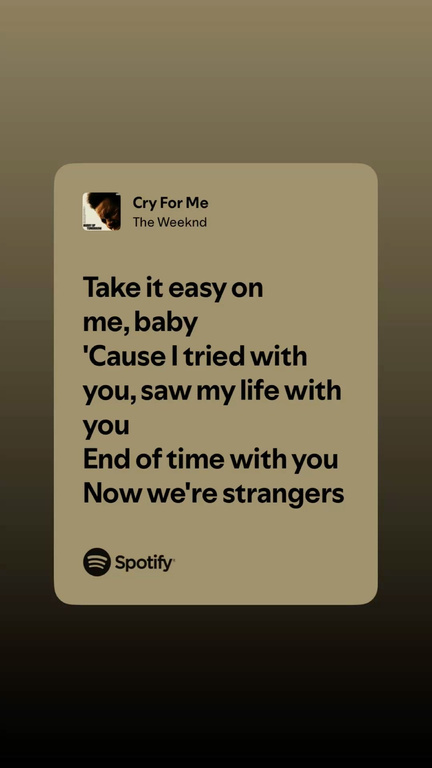 Cry For Me
The Weeknd
Take it easy on
me, baby
'Cause I tried with
you, saw my life with
you
End of time with you
Now we're strangers
Spotify